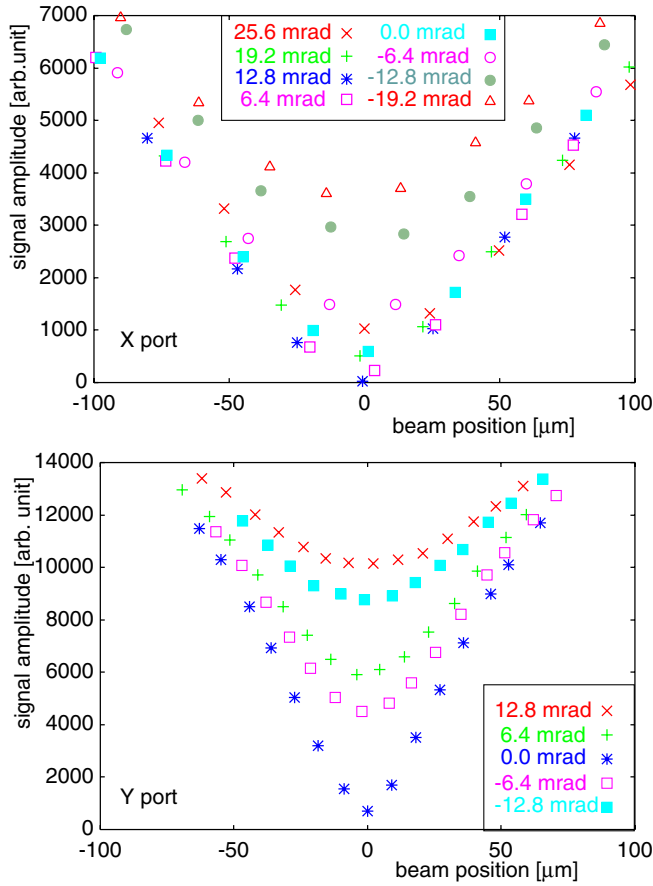 7000
6000
5000
4000
3000
2000
1000
0
signal amplitude [arb.unit]
25.6 mrad 0.0 mrad
19.2 mrad -6.4 mrad
12.8 mrad -12.8 mrad
6.4 mrad -19.2 mrad
X port
-100 -50 0 50 100
beam position [μm]
14000
12000
10000
8000
6000
4000
2000
0
signal amplitude [arb. unit]
12.8 mrad
6.4 mrad
0.0 mrad
-6.4 mrad
-12.8 mrad
Y port
-100 -50 0 50 100
beam position [μm]